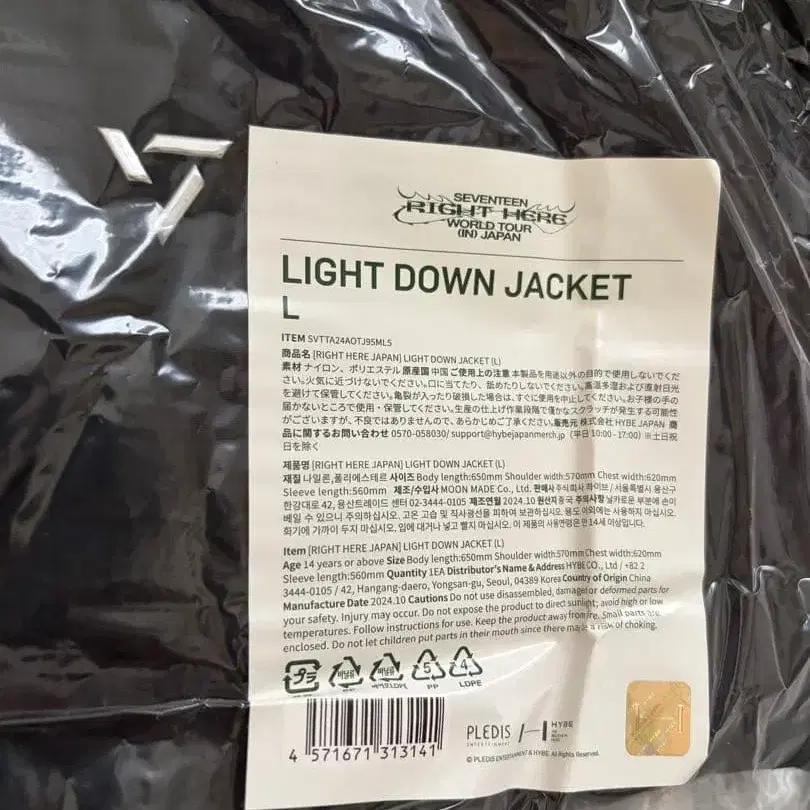 SEVENTEEN
RIGHT HERE
WORLD TOUR
(IN) JAPAN
LIGHT DOWN JACKET
L
ITEM SVTTA24AOTJ95ML5
商品名 [RIGHT HERE JAPAN] LIGHT DOWN JACKET (L)
素材 ナイロン、ポリエステル 原産国 中国 ご使用上の注意 本製品を用途以外の目的で使用しないでくだ
さい。火気に近づけないでください。口に当てたり、舐めたりしないでください。高温多湿および直射日光
を避けて保管してください。亀裂が入ったり破損した場合は、すぐに使用を中止してください。お子様の手の
届かないところで使用・保管してください。生産の仕上げ作業段階で僅かなスクラッチが発生する可能性
がございますが、不良ではありませんので、あらかじめご了承ください。販売元 株式会社 HYBE JAPAN 商
品に関するお問い合わせ 0570-058030/ support@hybejapanmerch.jp (平日 10:00 - 17:00) ※土日祝
日を除く
제품명 [RIGHT HERE JAPAN] LIGHT DOWN JACKET (L)
재질 나일론,폴리에스테르 사이즈 Body length:650mm Shoulder width:570mm Chest width:620mm
Sleeve length:560mm 제조/수입사 MOON MADE Co., Ltd. 판매사 주식회사 하이브 / 서울특별시 용산구
한강대로 42, 용산트레이드 센터 02-3444-0105 제조연월 2024.10 원산지 중국 주의사항 날카로운 부분에 손이
베일 수 있으니 주의하십시오. 고온 고습 및 직사광선을 피하여 보관하십시오. 용도 이외에는 사용하지 마십시오.
화기에 가까이 두지 마십시오. 입에 대거나 넣고 빨지 마십시오. 이 제품의 사용연령은 만 14세 이상입니다.
Item [RIGHT HERE JAPAN] LIGHT DOWN JACKET (L)
Age 14 years or above Size Body length:650mm Shoulder width:570mm Chest width:620mm
Sleeve length:560mm Quantity 1EA Distributor's Name & Address HYBE CO., Ltd / +82 2
3444-0105 / 42, Hangang-daero, Yongsan-gu, Seoul, 04389 Korea Country of Origin China
Manufacture Date 2024.10 Cautions Do not use disassembled, damaged or deformed parts for
your safety. Injury may occur. Do not expose the product to direct sunlight; avoid high or low
temperatures. Follow instructions for use. Keep the product away from fire. Small parts are
enclosed. Do not let children put parts in their mouth since there may be a risk of choking.
プラ
비닐류
PP
비닐류
LDPE
5
PP
4
LDPE
4 571671 313141
PLEDIS
ENTERTAINMENT
HYBE
© PLEDIS ENTERTAINMENT & HYBE All Rights Reserved.